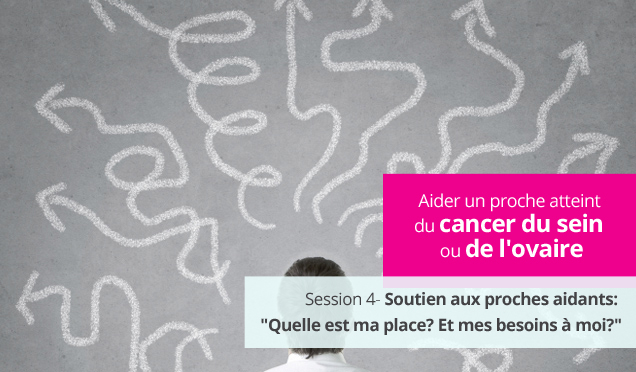 Aider un proche atteint
du cancer du sein
ou de l'ovaire
Session 4- Soutien aux proches aidants:
"Quelle est ma place? Et mes besoins à moi?"